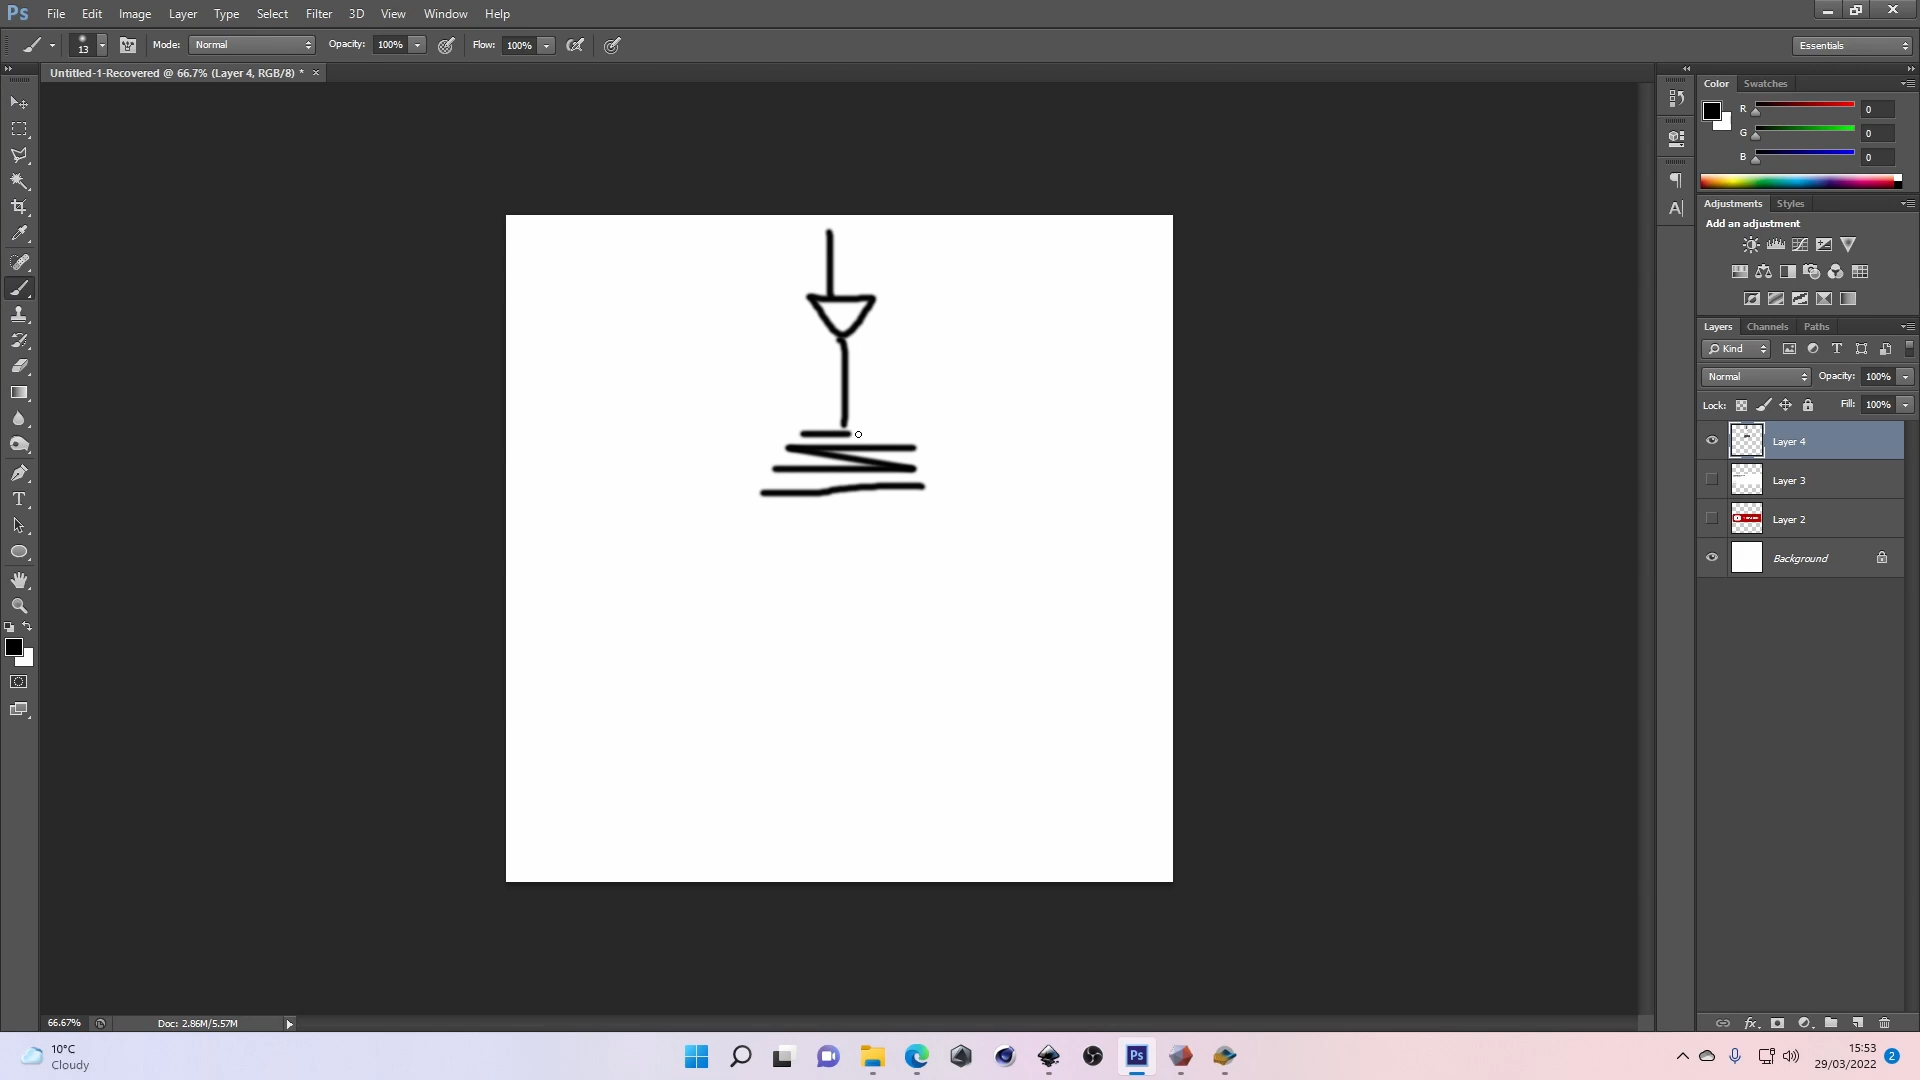 Ps File Edit Image Layer Type Select Filter 3D View Window Help
13 Mode: Normal Opacity: 100% Flow: 100% Essentials
Untitled-1-Recovered @ 66.7% (Layer 4, RGB/8) * ×
Color Swatches
R 0
G 0
B 0
Adjustments Styles
Add an adjustment
Layers Channels Paths
Kind
Normal Opacity: 100%
Lock: Fill: 100%
Layer 4
Layer 3
Layer 2
Background
66.67% Doc: 2.86M/5.57M
10°C
Cloudy
Ps
15:53
29/03/2022
2